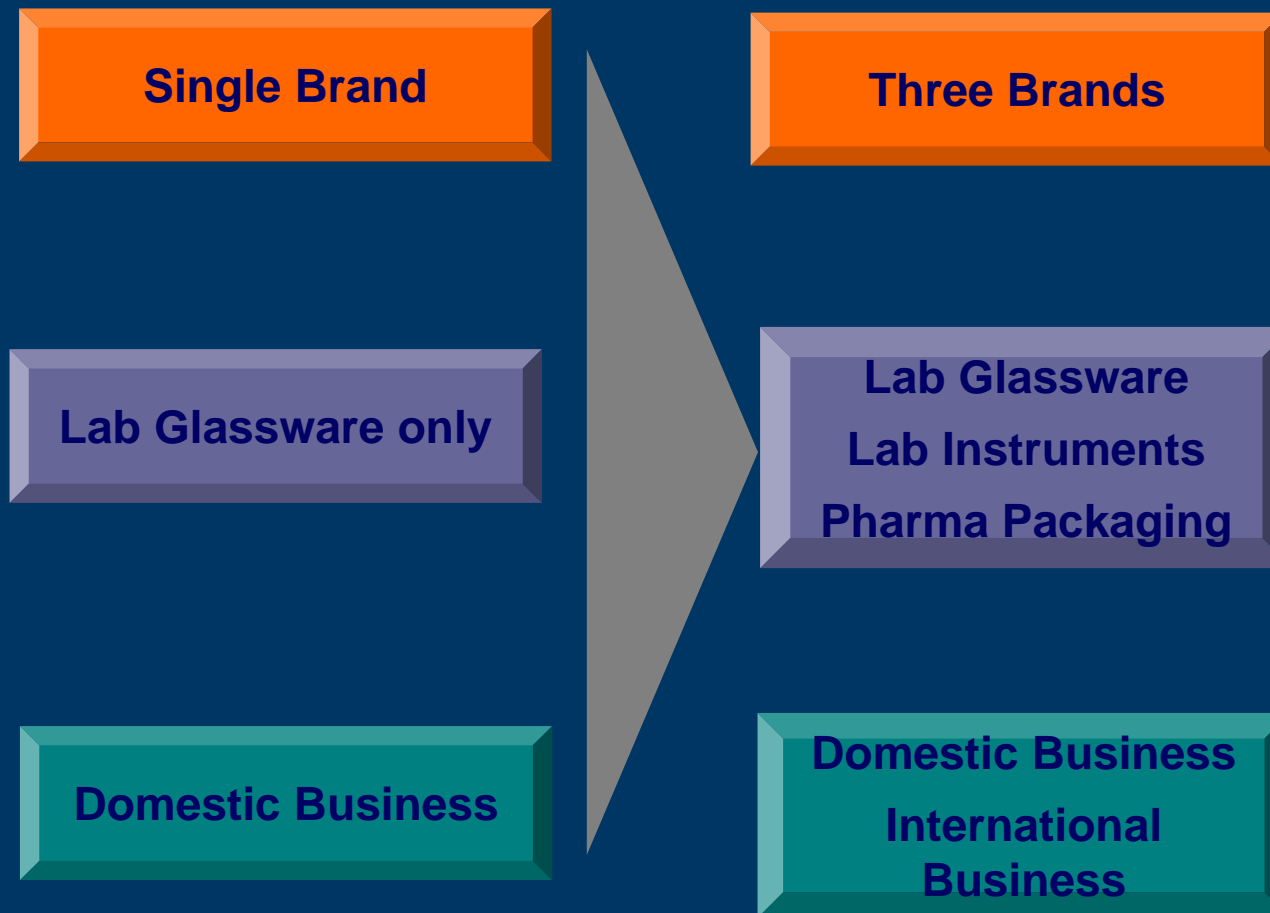 Single Brand
Three Brands
Lab Glassware only
Lab Glassware
Lab Instruments
Pharma Packaging
Domestic Business
Domestic Business
International
Business